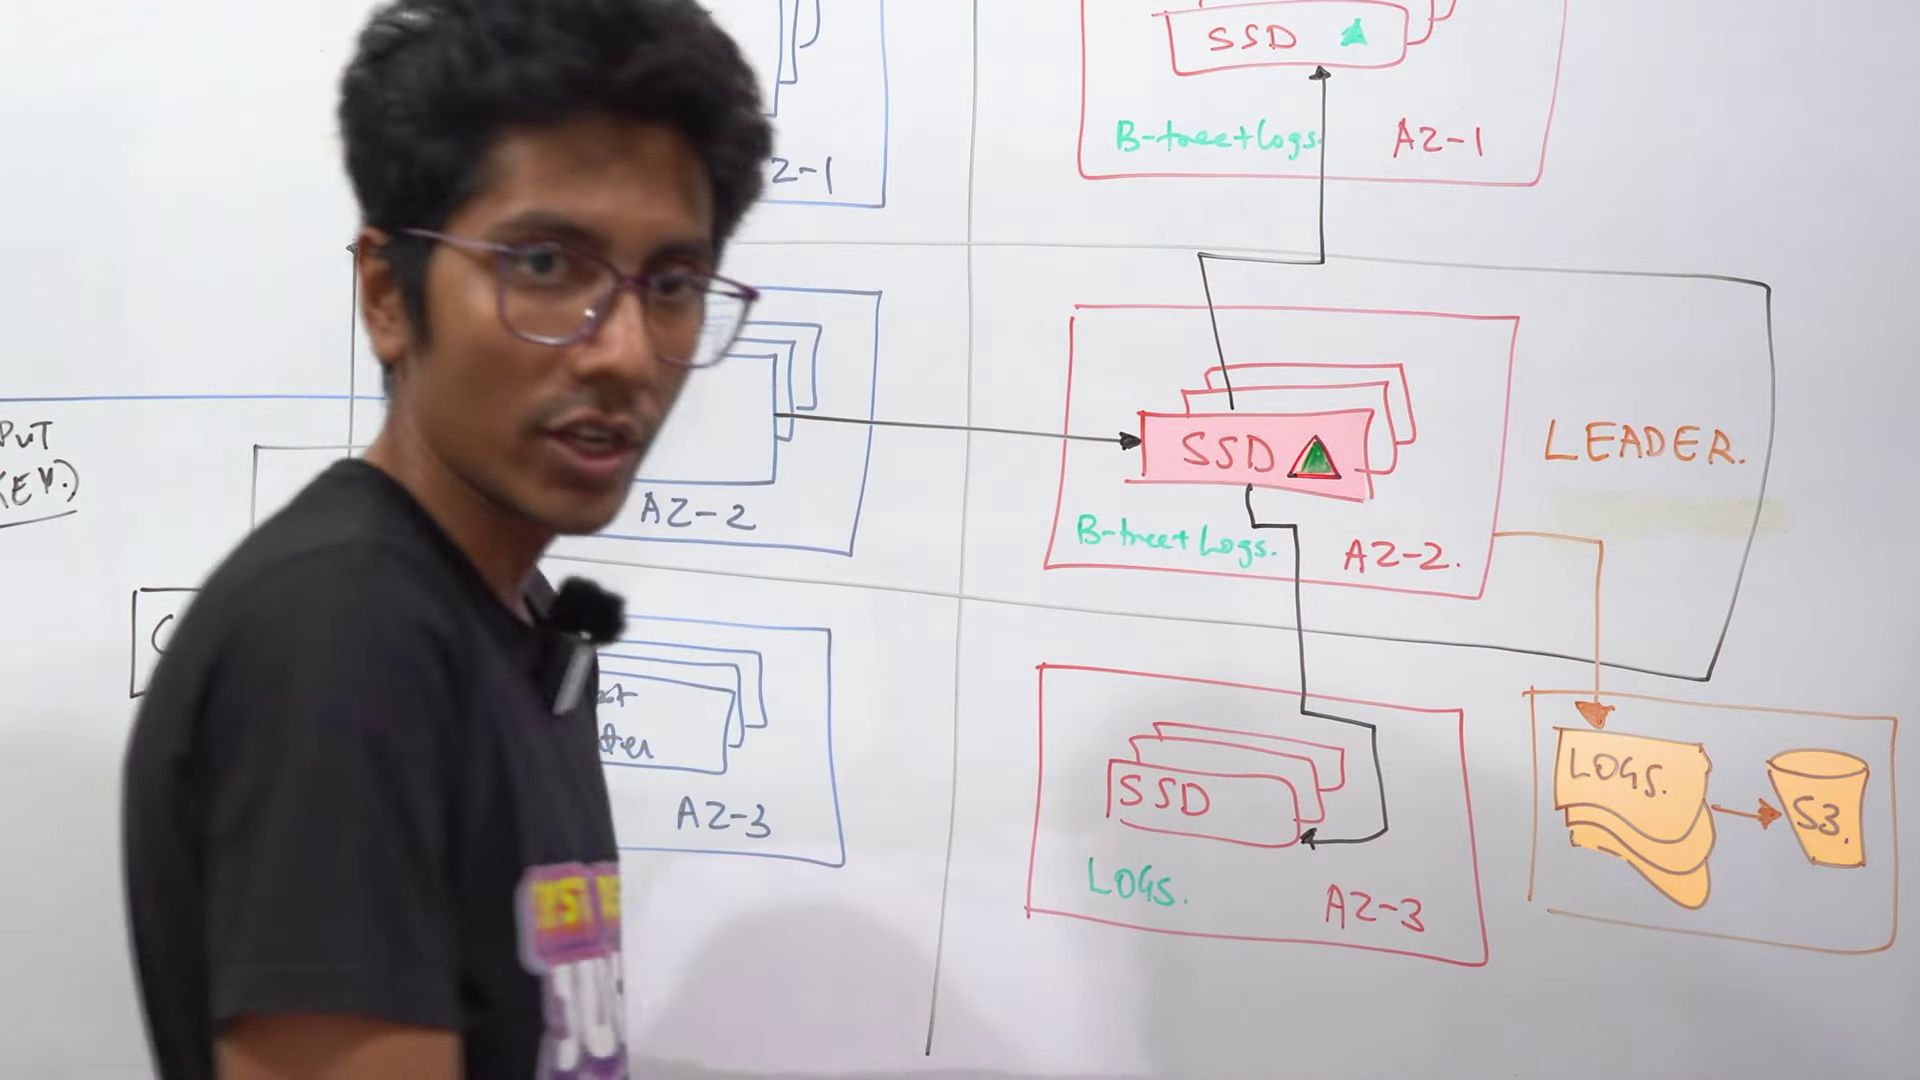 SSD
B-tree+Logs.
AZ-1
Z-1
PUT
KEY.)
AZ-2
SSD
B-tree+Logs.
AZ-2.
LEADER.
AZ-3
SSD
LOGS.
AZ-3
LOGS.
S3.